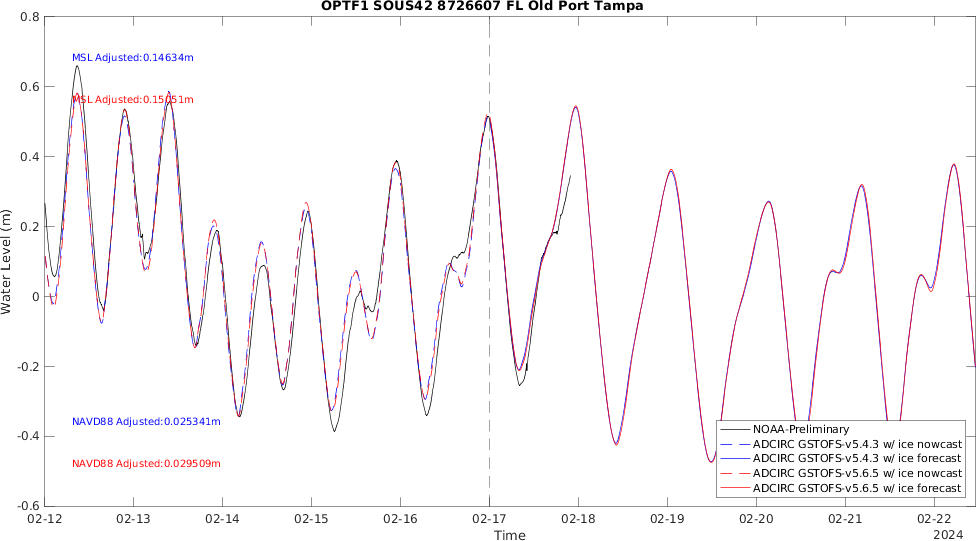 OPTF1 SOUS42 8726607 FL Old Port Tampa
0.8
0.6
0.4
0.2
0
-0.2
-0.4
-0.6
Water Level (m)
MSL Adjusted:0.14634m
MSL Adjusted:0.15051m
NAVD88 Adjusted:0.025341m
NAVD88 Adjusted:0.029509m
NOAA-Preliminary
ADCIRC GSTOFS-v5.4.3 w/ ice nowcast
ADCIRC GSTOFS-v5.4.3 w/ ice forecast
ADCIRC GSTOFS-v5.6.5 w/ ice nowcast
ADCIRC GSTOFS-v5.6.5 w/ ice forecast
02-12 02-13 02-14 02-15 02-16 02-17 02-18 02-19 02-20 02-21 02-22
2024
Time